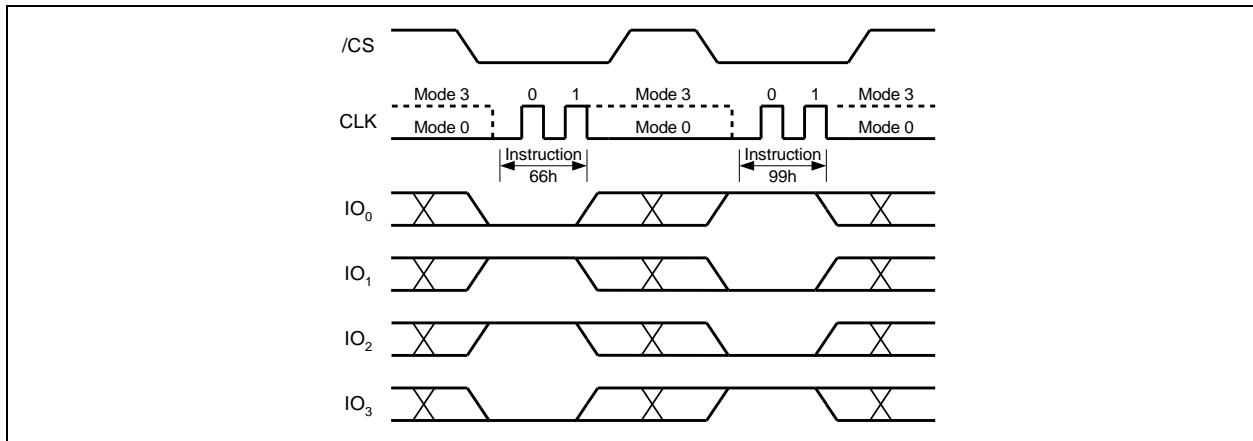 /CS
Mode 3 0 1 Mode 3 0 1 Mode 3
CLK Mode 0 Mode 0 Mode 0
Instruction Instruction
66h 99h
IO0
IO1
IO2
IO3